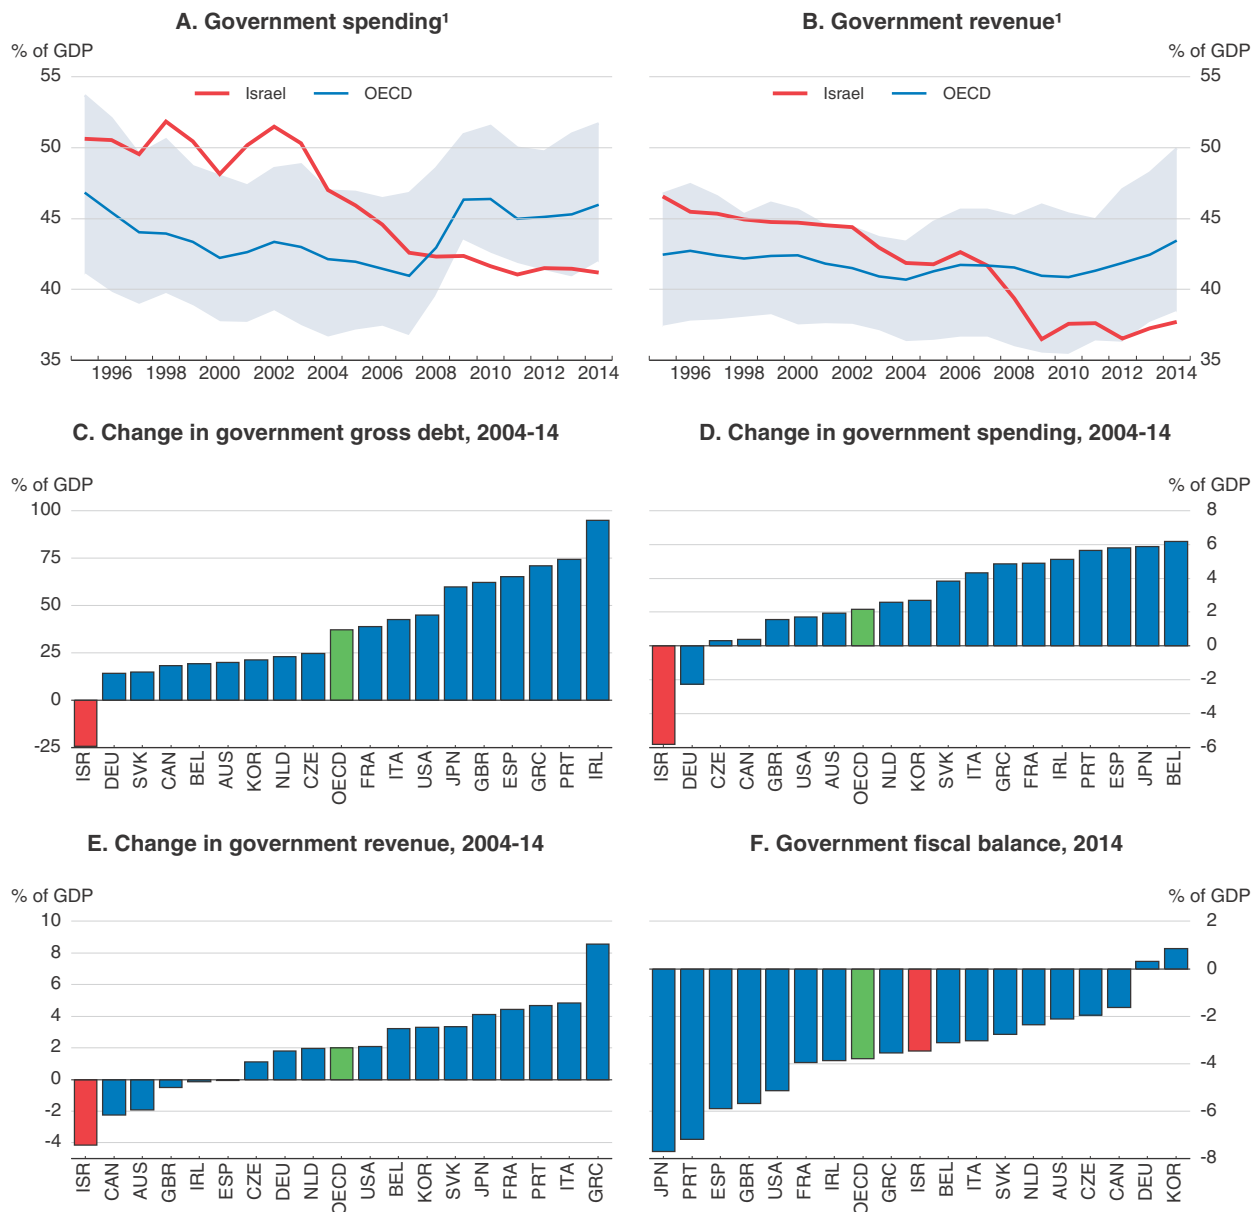 A. Government spending¹
B. Government revenue¹
% of GDP
% of GDP
55
50
45
40
35
Israel
OECD
1996 1998 2000 2002 2004 2006 2008 2010 2012 2014
Israel
OECD
55
50
45
40
35
1996 1998 2000 2002 2004 2006 2008 2010 2012 2014
C. Change in government gross debt, 2004-14
D. Change in government spending, 2004-14
% of GDP
% of GDP
100
75
50
25
0
-25
ISR DEU SVK CAN BEL AUS KOR NLD CZE OECD FRA ITA USA JPN GBR ESP GRC PRT IRL
8
6
4
2
0
-2
-4
-6
ISR DEU CZE CAN GBR USA AUS OECD NLD KOR SVK ITA GRC FRA IRL PRT ESP JPN BEL
E. Change in government revenue, 2004-14
F. Government fiscal balance, 2014
% of GDP
% of GDP
10
8
6
4
2
0
-2
-4
ISR CAN AUS GBR IRL ESP CZE DEU NLD OECD USA BEL KOR SVK JPN FRA PRT ITA GRC
2
0
-2
-4
-6
-8
JPN PRT ESP GBR USA FRA IRL OECD GRC ISR BEL ITA SVK NLD AUS CZE CAN DEU KOR